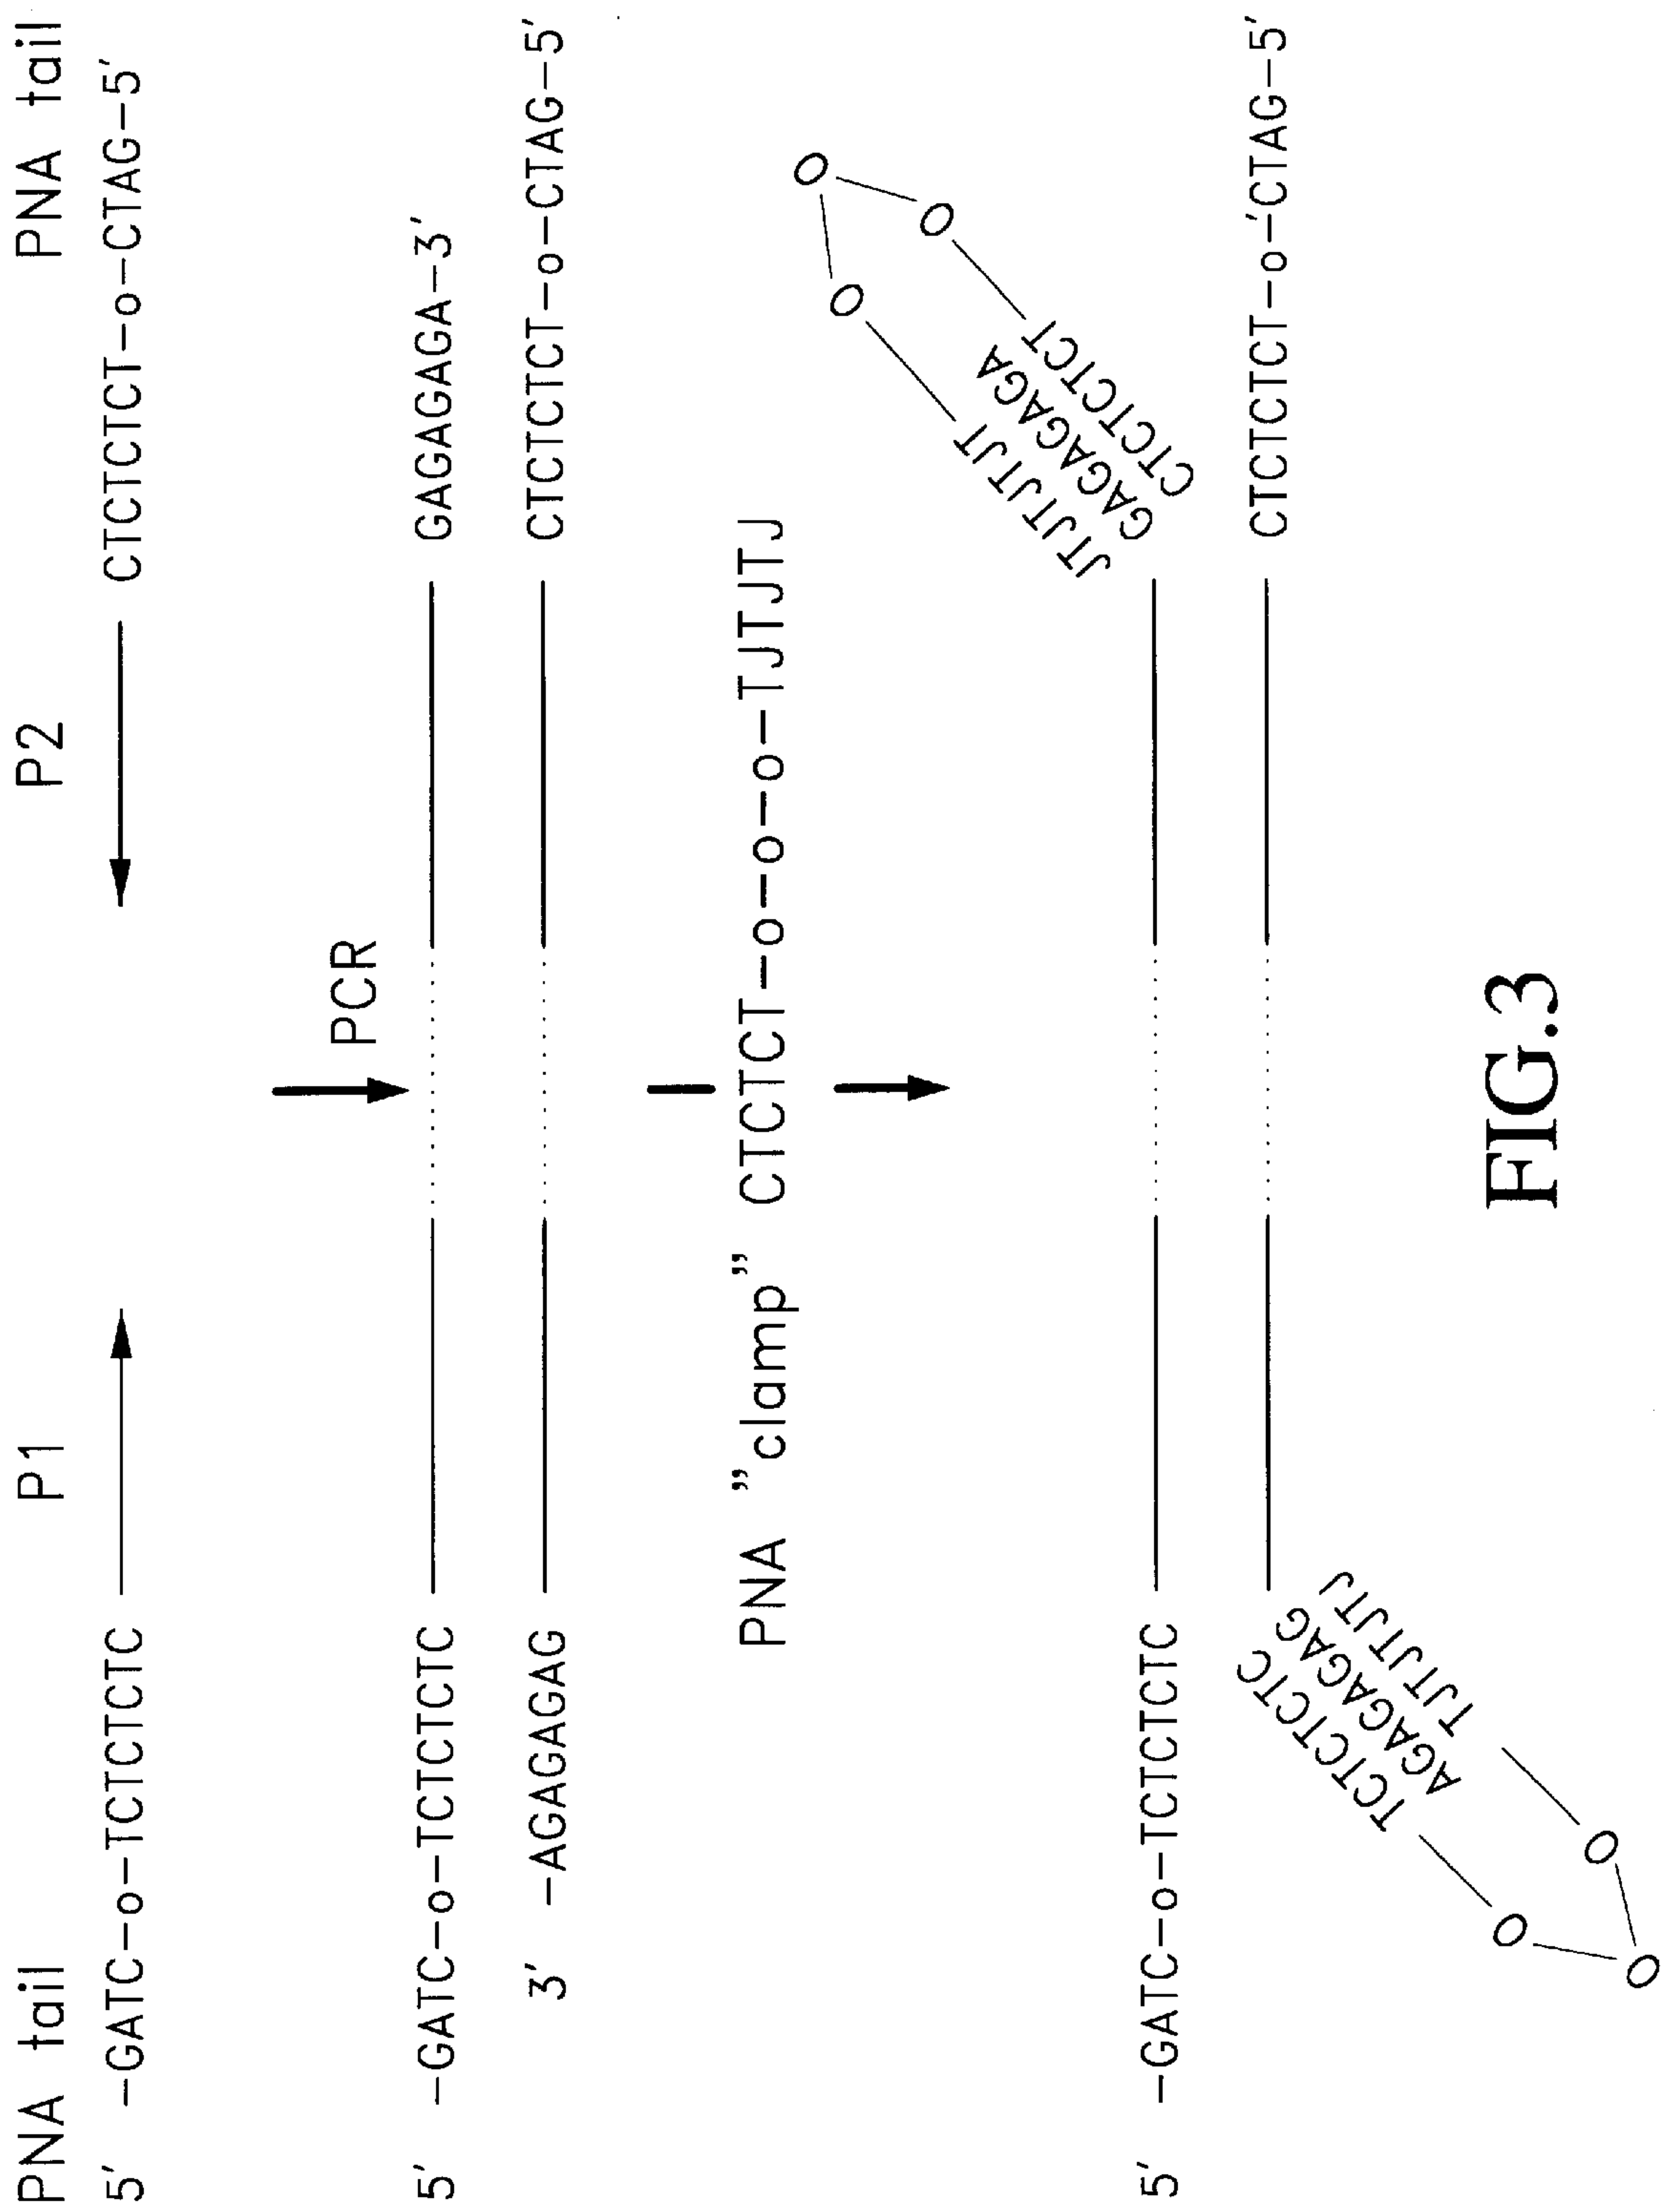 PNA tail P1 P2 PNA tail
5′ –GATC–o–TCTCTCTC CTCTCTCT–o–CTAG–5′
PCR
5′ –GATC–o–TCTCTCTC GAGAGAGA–3′
3′ –AGAGAGAG CTCTCTCT–o–CTAG–5′
PNA ”clamp” CTCTCT–o–o–o–TJTJTJ
O
O
O
JTJTJTJT
GAGAGAGA
CTCTCTCT
5′ –GATC–o–TCTCTCTC
CTCTCTCT–o–′CTAG–5′
TCTCTCTC
AGAGAGAG
TJTJTJTJ
O
O
O
FIG.3